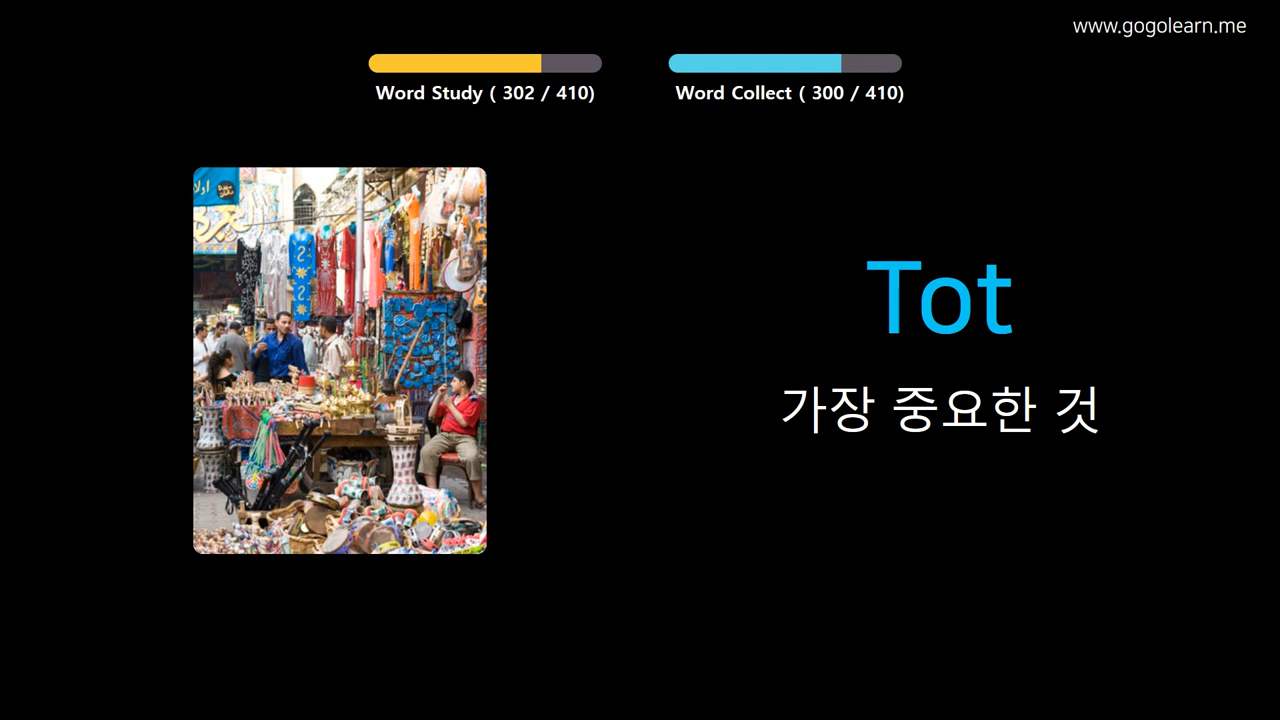 www.gogolearn.me
Word Study ( 302 / 410)
Word Collect ( 300 / 410)
Tot
가장 중요한 것